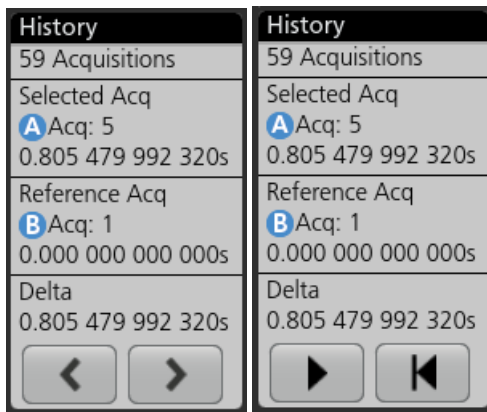 History
59 Acquisitions
Selected Acq
A Acq: 5
0.805 479 992 320s
Reference Acq
B Acq: 1
0.000 000 000 000s
Delta
0.805 479 992 320s
History
59 Acquisitions
Selected Acq
A Acq: 5
0.805 479 992 320s
Reference Acq
B Acq: 1
0.000 000 000 000s
Delta
0.805 479 992 320s